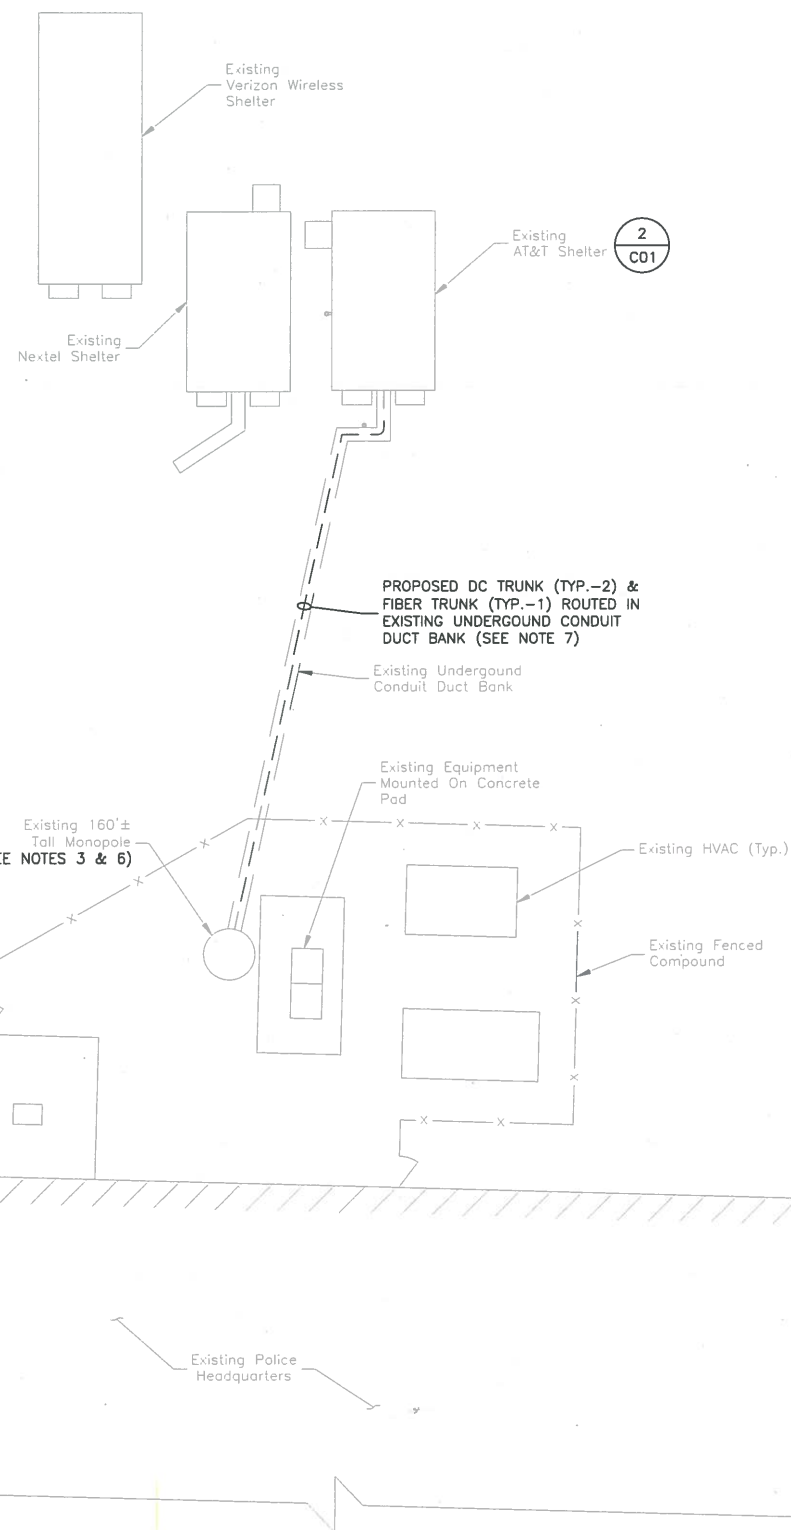 Existing
Verizon Wireless
Shelter
Existing
AT&T Shelter
2
C01
Existing
Nextel Shelter
PROPOSED DC TRUNK (TYP.-2) &
FIBER TRUNK (TYP.-1) ROUTED IN
EXISTING UNDERGOUND CONDUIT
DUCT BANK (SEE NOTE 7)
Existing Undergound
Conduit Duct Bank
Existing Equipment
Mounted On Concrete
Pad
Existing 160'±
Tall Monopole
EE NOTES 3 & 6)
Existing HVAC (Typ.)
Existing Fenced
Compound
Existing Police
Headquarters